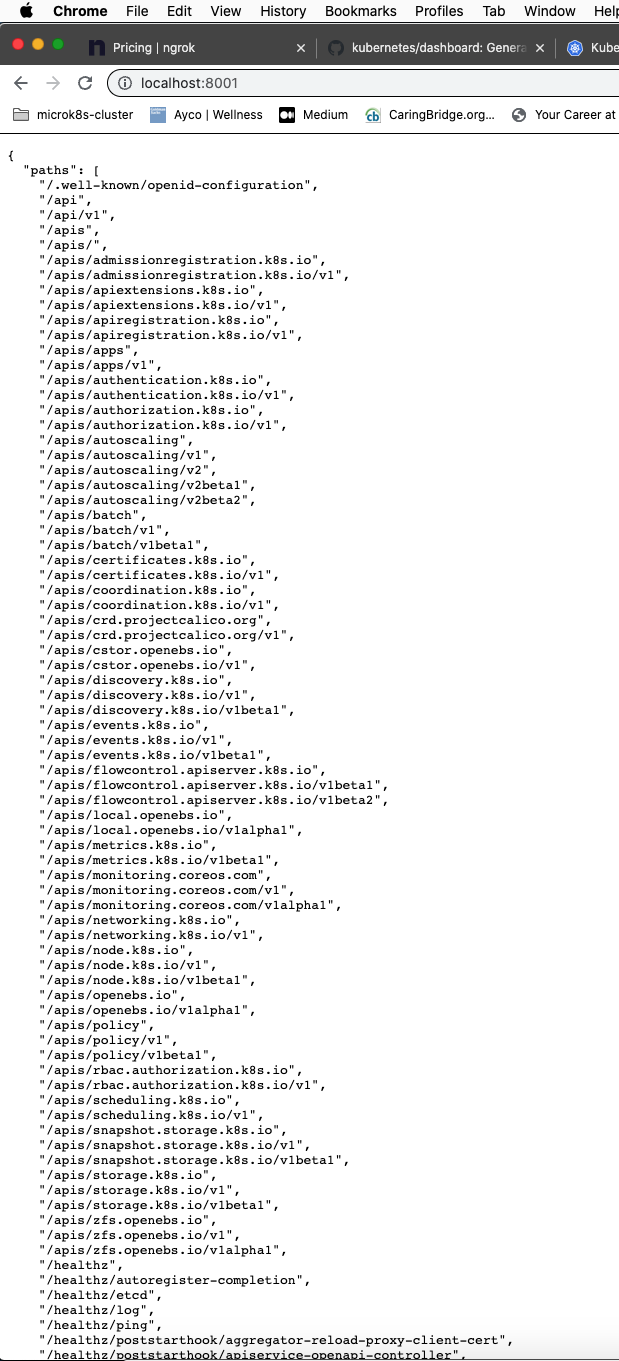 Chrome File Edit View History Bookmarks Profiles Tab Window Help
Pricing | ngrok
kubernetes/dashboard: Genera
Kube
localhost:8001
microk8s-cluster
Ayco | Wellness
Medium
CaringBridge.org...
Your Career at
{
"paths": [
"/.well-known/openid-configuration",
"/api",
"/api/v1",
"/apis",
"/apis/",
"/apis/admissionregistration.k8s.io",
"/apis/admissionregistration.k8s.io/v1",
"/apis/apiextensions.k8s.io",
"/apis/apiextensions.k8s.io/v1",
"/apis/apiregistration.k8s.io",
"/apis/apiregistration.k8s.io/v1",
"/apis/apps",
"/apis/apps/v1",
"/apis/authentication.k8s.io",
"/apis/authentication.k8s.io/v1",
"/apis/authorization.k8s.io",
"/apis/authorization.k8s.io/v1",
"/apis/autoscaling",
"/apis/autoscaling/v1",
"/apis/autoscaling/v2",
"/apis/autoscaling/v2beta1",
"/apis/autoscaling/v2beta2",
"/apis/batch",
"/apis/batch/v1",
"/apis/batch/v1beta1",
"/apis/certificates.k8s.io",
"/apis/certificates.k8s.io/v1",
"/apis/coordination.k8s.io",
"/apis/coordination.k8s.io/v1",
"/apis/crd.projectcalico.org",
"/apis/crd.projectcalico.org/v1",
"/apis/cstor.openebs.io",
"/apis/cstor.openebs.io/v1",
"/apis/discovery.k8s.io",
"/apis/discovery.k8s.io/v1",
"/apis/discovery.k8s.io/v1beta1",
"/apis/events.k8s.io",
"/apis/events.k8s.io/v1",
"/apis/events.k8s.io/v1beta1",
"/apis/flowcontrol.apiserver.k8s.io",
"/apis/flowcontrol.apiserver.k8s.io/v1beta1",
"/apis/flowcontrol.apiserver.k8s.io/v1beta2",
"/apis/local.openebs.io",
"/apis/local.openebs.io/v1alpha1",
"/apis/metrics.k8s.io",
"/apis/metrics.k8s.io/v1beta1",
"/apis/monitoring.coreos.com",
"/apis/monitoring.coreos.com/v1",
"/apis/monitoring.coreos.com/v1alpha1",
"/apis/networking.k8s.io",
"/apis/networking.k8s.io/v1",
"/apis/node.k8s.io",
"/apis/node.k8s.io/v1",
"/apis/node.k8s.io/v1beta1",
"/apis/openebs.io",
"/apis/openebs.io/v1alpha1",
"/apis/policy",
"/apis/policy/v1",
"/apis/policy/v1beta1",
"/apis/rbac.authorization.k8s.io",
"/apis/rbac.authorization.k8s.io/v1",
"/apis/scheduling.k8s.io",
"/apis/scheduling.k8s.io/v1",
"/apis/snapshot.storage.k8s.io",
"/apis/snapshot.storage.k8s.io/v1",
"/apis/snapshot.storage.k8s.io/v1beta1",
"/apis/storage.k8s.io",
"/apis/storage.k8s.io/v1",
"/apis/storage.k8s.io/v1beta1",
"/apis/zfs.openebs.io",
"/apis/zfs.openebs.io/v1",
"/apis/zfs.openebs.io/v1alpha1",
"/healthz",
"/healthz/autoregister-completion",
"/healthz/etcd",
"/healthz/log",
"/healthz/ping",
"/healthz/poststarthook/aggregator-reload-proxy-client-cert",
"/healthz/poststarthook/apiservice-openapi-controller",